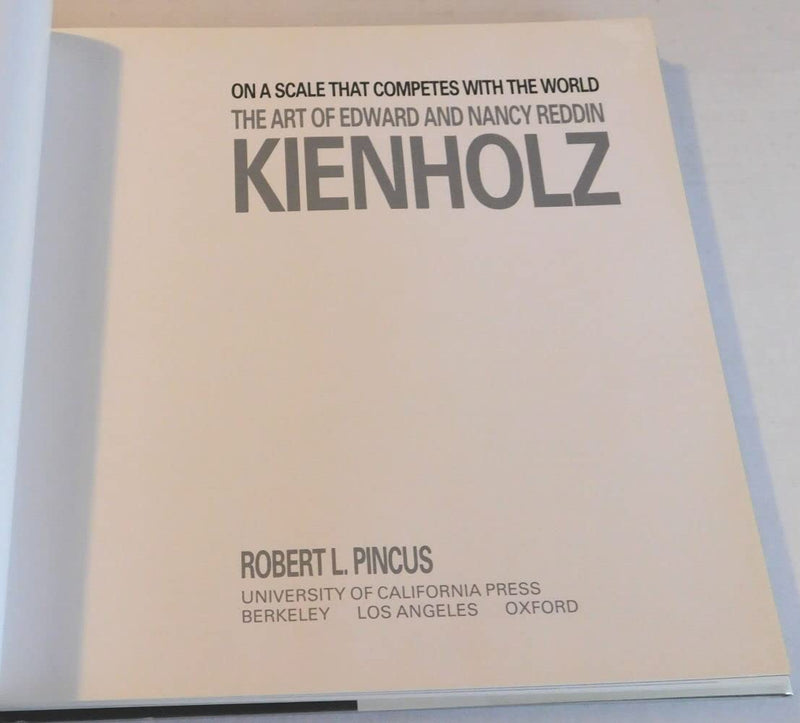 ON A SCALE THAT COMPETES WITH THE WORLD
THE ART OF EDWARD AND NANCY REDDIN
KIENHOLZ
ROBERT L. PINCUS
UNIVERSITY OF CALIFORNIA PRESS
BERKELEY LOS ANGELES OXFORD